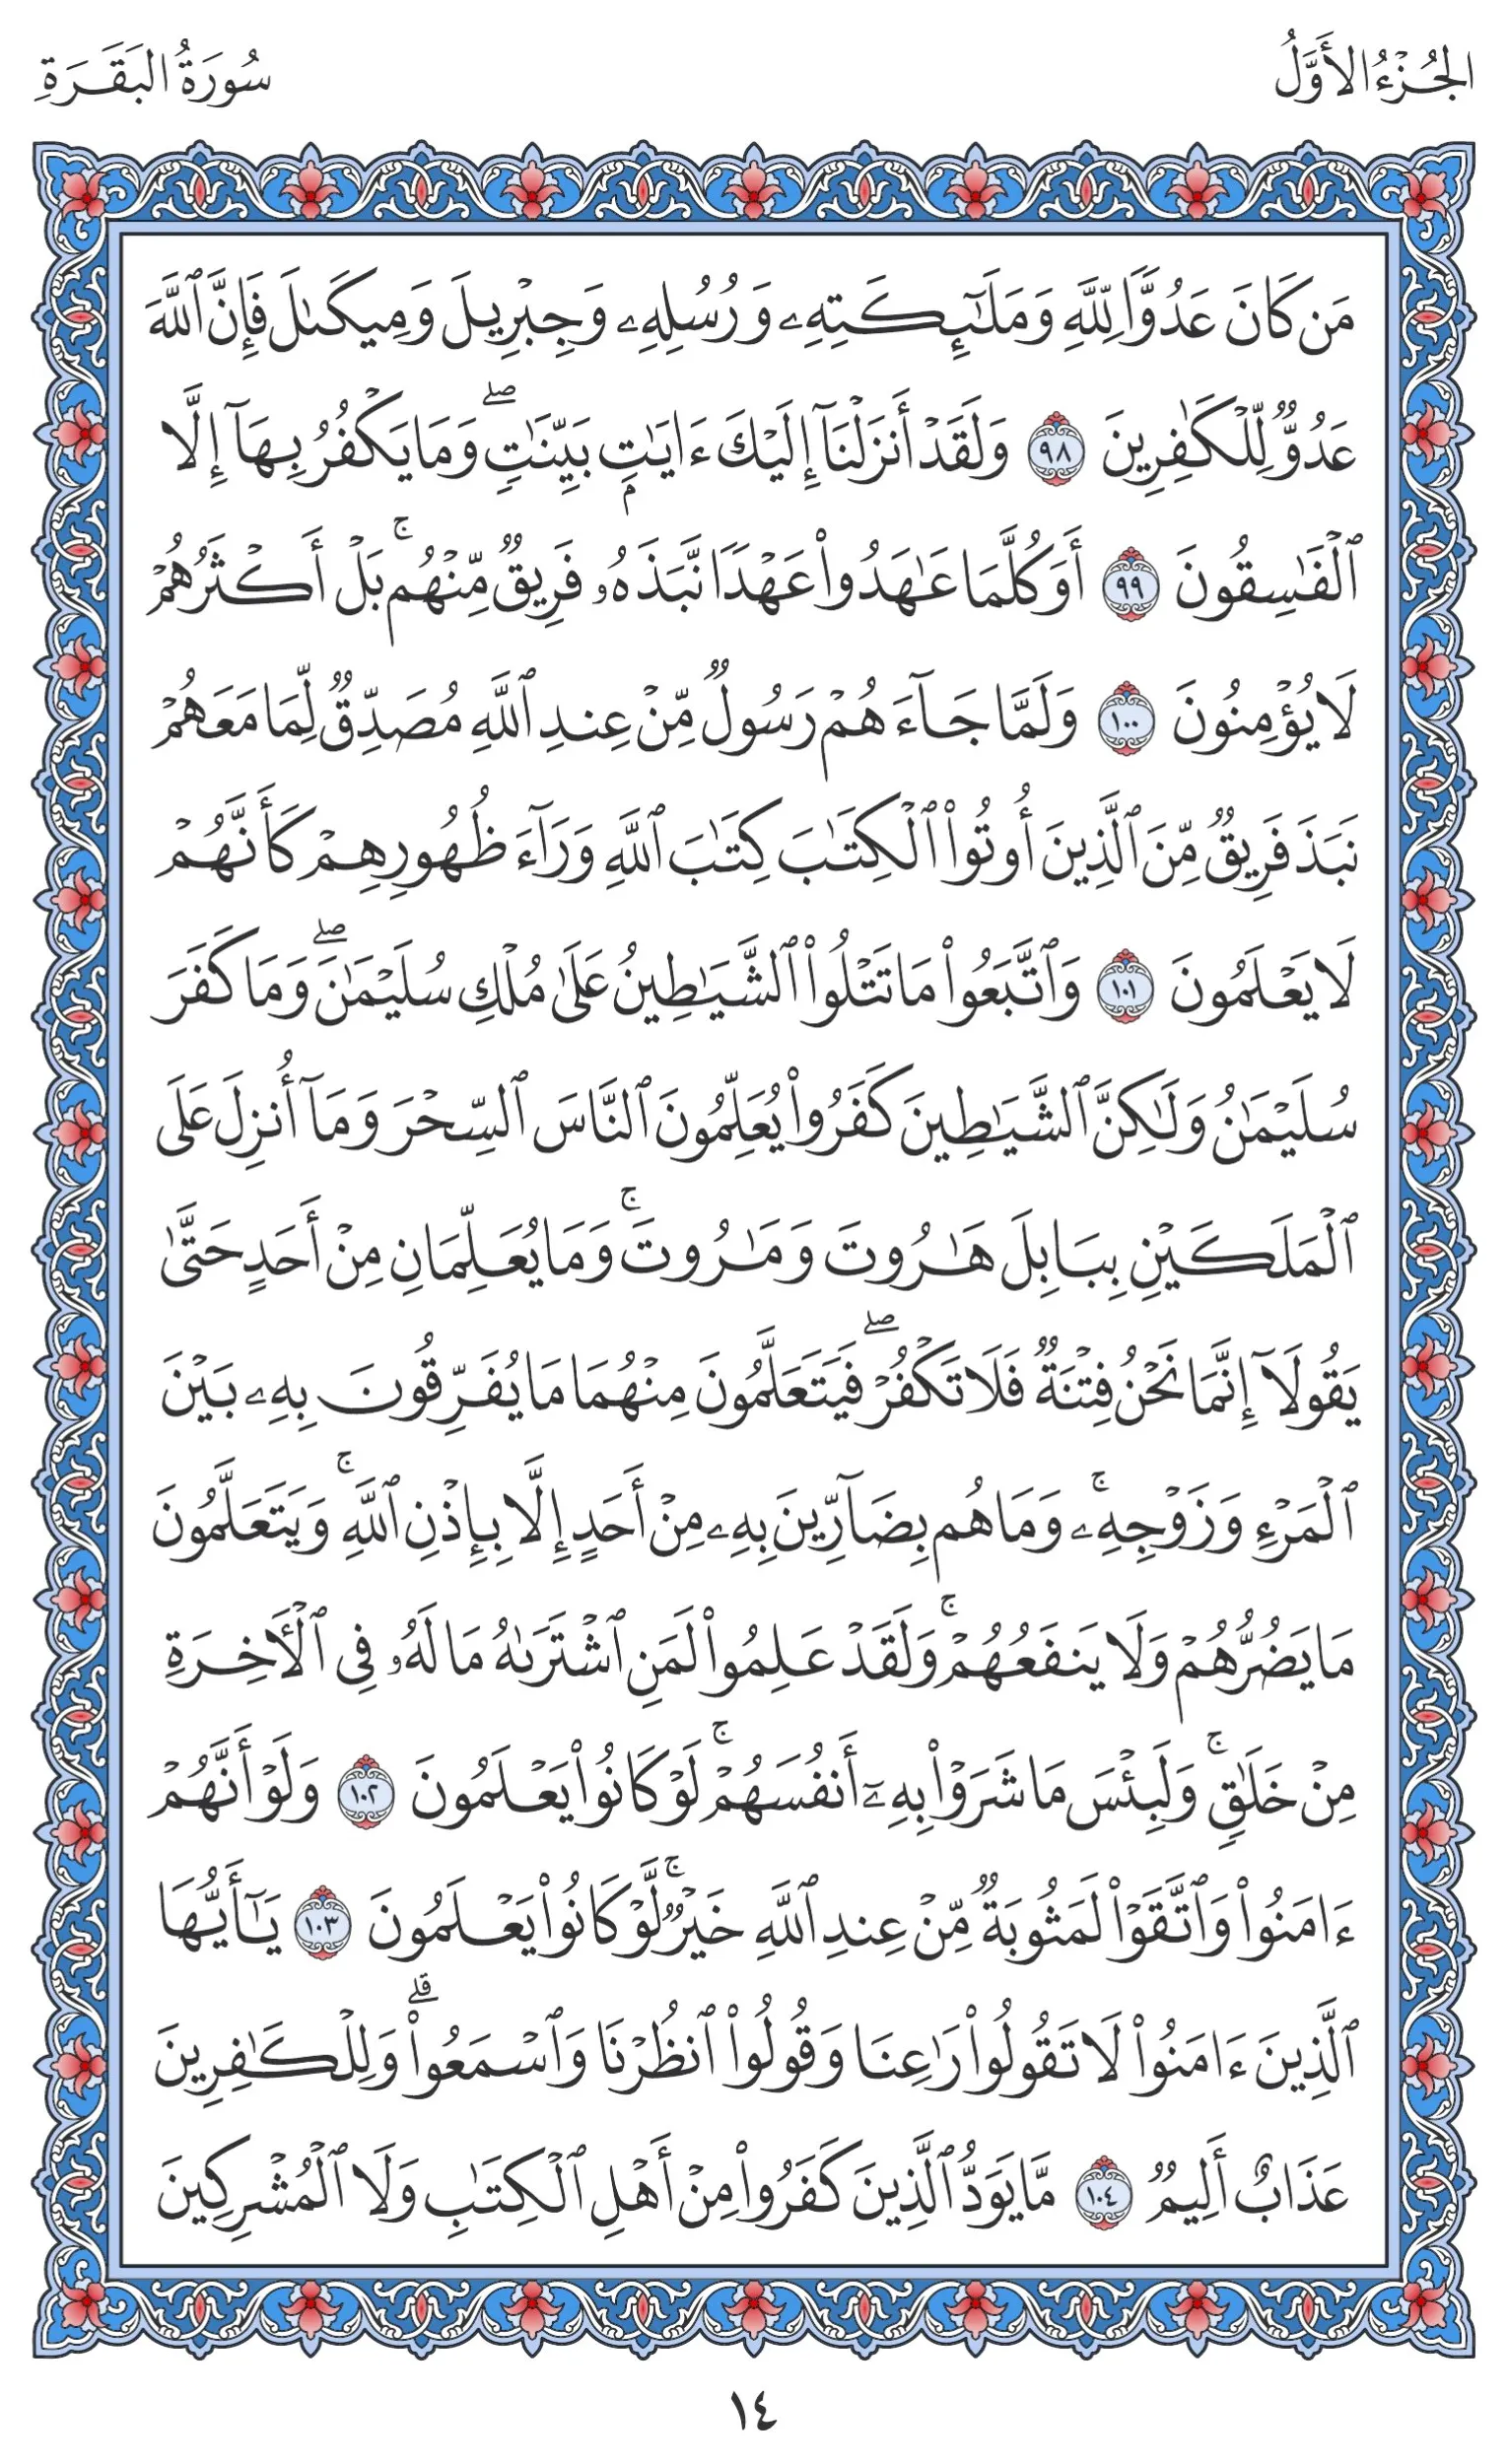 الجُزْءُ الأَوَّلُ
سُورَةُ البَقَرَةِ
مَن كَانَ عَدُوًّا لِّلَّهِ وَمَلَٰٓئِكَتِهِۦ وَرُسُلِهِۦ وَجِبْرِيلَ وَمِيكَىٰلَ فَإِنَّ ٱللَّهَ
عَدُوٌّ لِّلْكَٰفِرِينَ ٩٨ وَلَقَدْ أَنزَلْنَآ إِلَيْكَ ءَايَٰتٍۭ بَيِّنَٰتٍۖ وَمَا يَكْفُرُ بِهَآ إِلَّا
ٱلْفَٰسِقُونَ ٩٩ أَوَكُلَّمَا عَٰهَدُوا۟ عَهْدًا نَّبَذَهُۥ فَرِيقٌ مِّنْهُمۚ بَلْ أَكْثَرُهُمْ
لَا يُؤْمِنُونَ ١٠٠ وَلَمَّا جَآءَهُمْ رَسُولٌ مِّنْ عِندِ ٱللَّهِ مُصَدِّقٌ لِّمَا مَعَهُمْ
نَبَذَ فَرِيقٌ مِّنَ ٱلَّذِينَ أُوتُوا۟ ٱلْكِتَٰبَ كِتَٰبَ ٱللَّهِ وَرَآءَ ظُهُورِهِمْ كَأَنَّهُمْ
لَا يَعْلَمُونَ ١٠١ وَٱتَّبَعُوا۟ مَا تَتْلُوا۟ ٱلشَّيَٰطِينُ عَلَىٰ مُلْكِ سُلَيْمَٰنَۖ وَمَا كَفَرَ
سُلَيْمَٰنُ وَلَٰكِنَّ ٱلشَّيَٰطِينَ كَفَرُوا۟ يُعَلِّمُونَ ٱلنَّاسَ ٱلسِّحْرَ وَمَآ أُنزِلَ عَلَى
ٱلْمَلَكَيْنِ بِبَابِلَ هَٰرُوتَ وَمَٰرُوتَۚ وَمَا يُعَلِّمَانِ مِنْ أَحَدٍ حَتَّىٰ
يَقُولَآ إِنَّمَا نَحْنُ فِتْنَةٌ فَلَا تَكْفُرْۖ فَيَتَعَلَّمُونَ مِنْهُمَا مَا يُفَرِّقُونَ بِهِۦ بَيْنَ
ٱلْمَرْءِ وَزَوْجِهِۦۚ وَمَا هُم بِضَآرِّينَ بِهِۦ مِنْ أَحَدٍ إِلَّا بِإِذْنِ ٱللَّهِۚ وَيَتَعَلَّمُونَ
مَا يَضُرُّهُمْ وَلَا يَنفَعُهُمْۚ وَلَقَدْ عَلِمُوا۟ لَمَنِ ٱشْتَرَىٰهُ مَا لَهُۥ فِى ٱلْءَاخِرَةِ
مِنْ خَلَٰقٍۚ وَلَبِئْسَ مَا شَرَوْا۟ بِهِۦٓ أَنفُسَهُمْۚ لَوْ كَانُوا۟ يَعْلَمُونَ ١٠٢ وَلَوْ أَنَّهُمْ
ءَامَنُوا۟ وَٱتَّقَوْا۟ لَمَثُوبَةٌ مِّنْ عِندِ ٱللَّهِ خَيْرٌۚ لَّوْ كَانُوا۟ يَعْلَمُونَ ١٠٣ يَٰٓأَيُّهَا
ٱلَّذِينَ ءَامَنُوا۟ لَا تَقُولُوا۟ رَٰعِنَا وَقُولُوا۟ ٱنظُرْنَا وَٱسْمَعُوا۟ۗ وَلِلْكَٰفِرِينَ
عَذَابٌ أَلِيمٌ ١٠٤ مَّا يَوَدُّ ٱلَّذِينَ كَفَرُوا۟ مِنْ أَهْلِ ٱلْكِتَٰبِ وَلَا ٱلْمُشْرِكِينَ
١٤